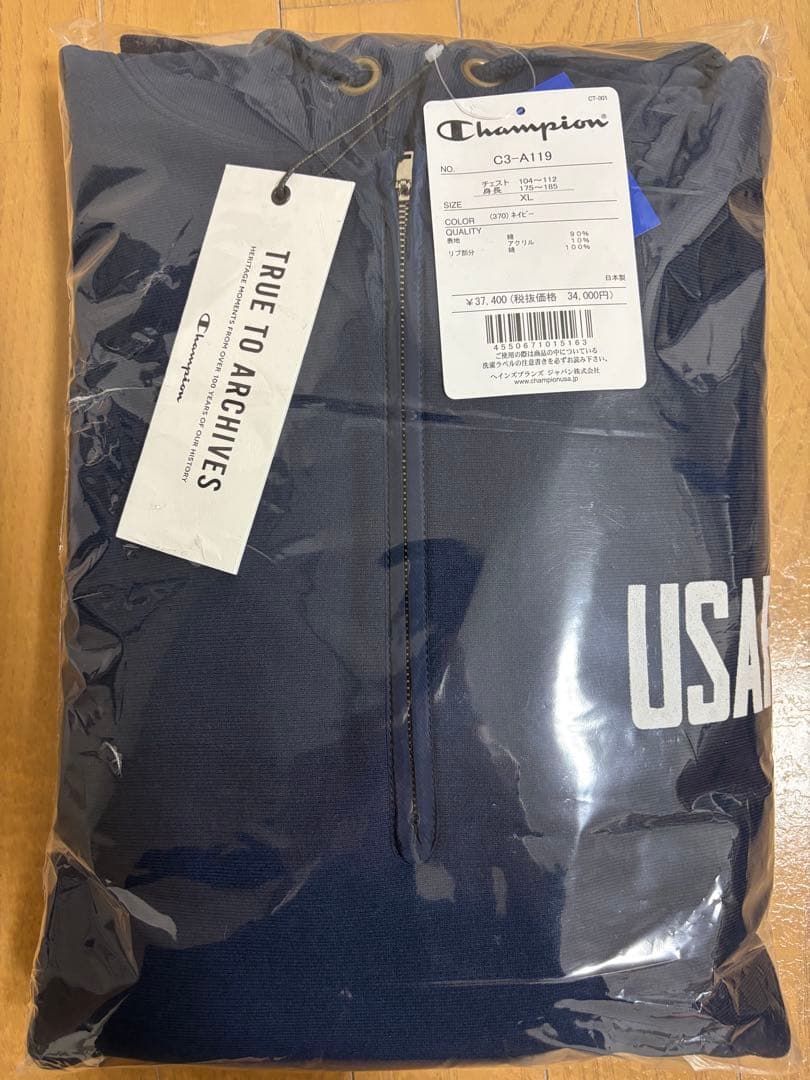 CT-001
Champion®
NO. C3-A119
チェスト 104〜112
身長 175〜185
SIZE XL
COLOR (370) ネイビー
QUALITY
表地 綿 90%
アクリル 10%
リブ部分 綿 100%
日本製
¥37,400(税抜価格 34,000円)
4550671015163
ご使用の際は商品の中についている
洗濯ラベルの注意書きを必ずお読み下さい。
ヘインズブランズ ジャパン株式会社
www.championusa.jp
TRUE TO ARCHIVES
HERITAGE MOMENTS FROM OVER 100 YEARS OF OUR HISTORY
Champion
USAF